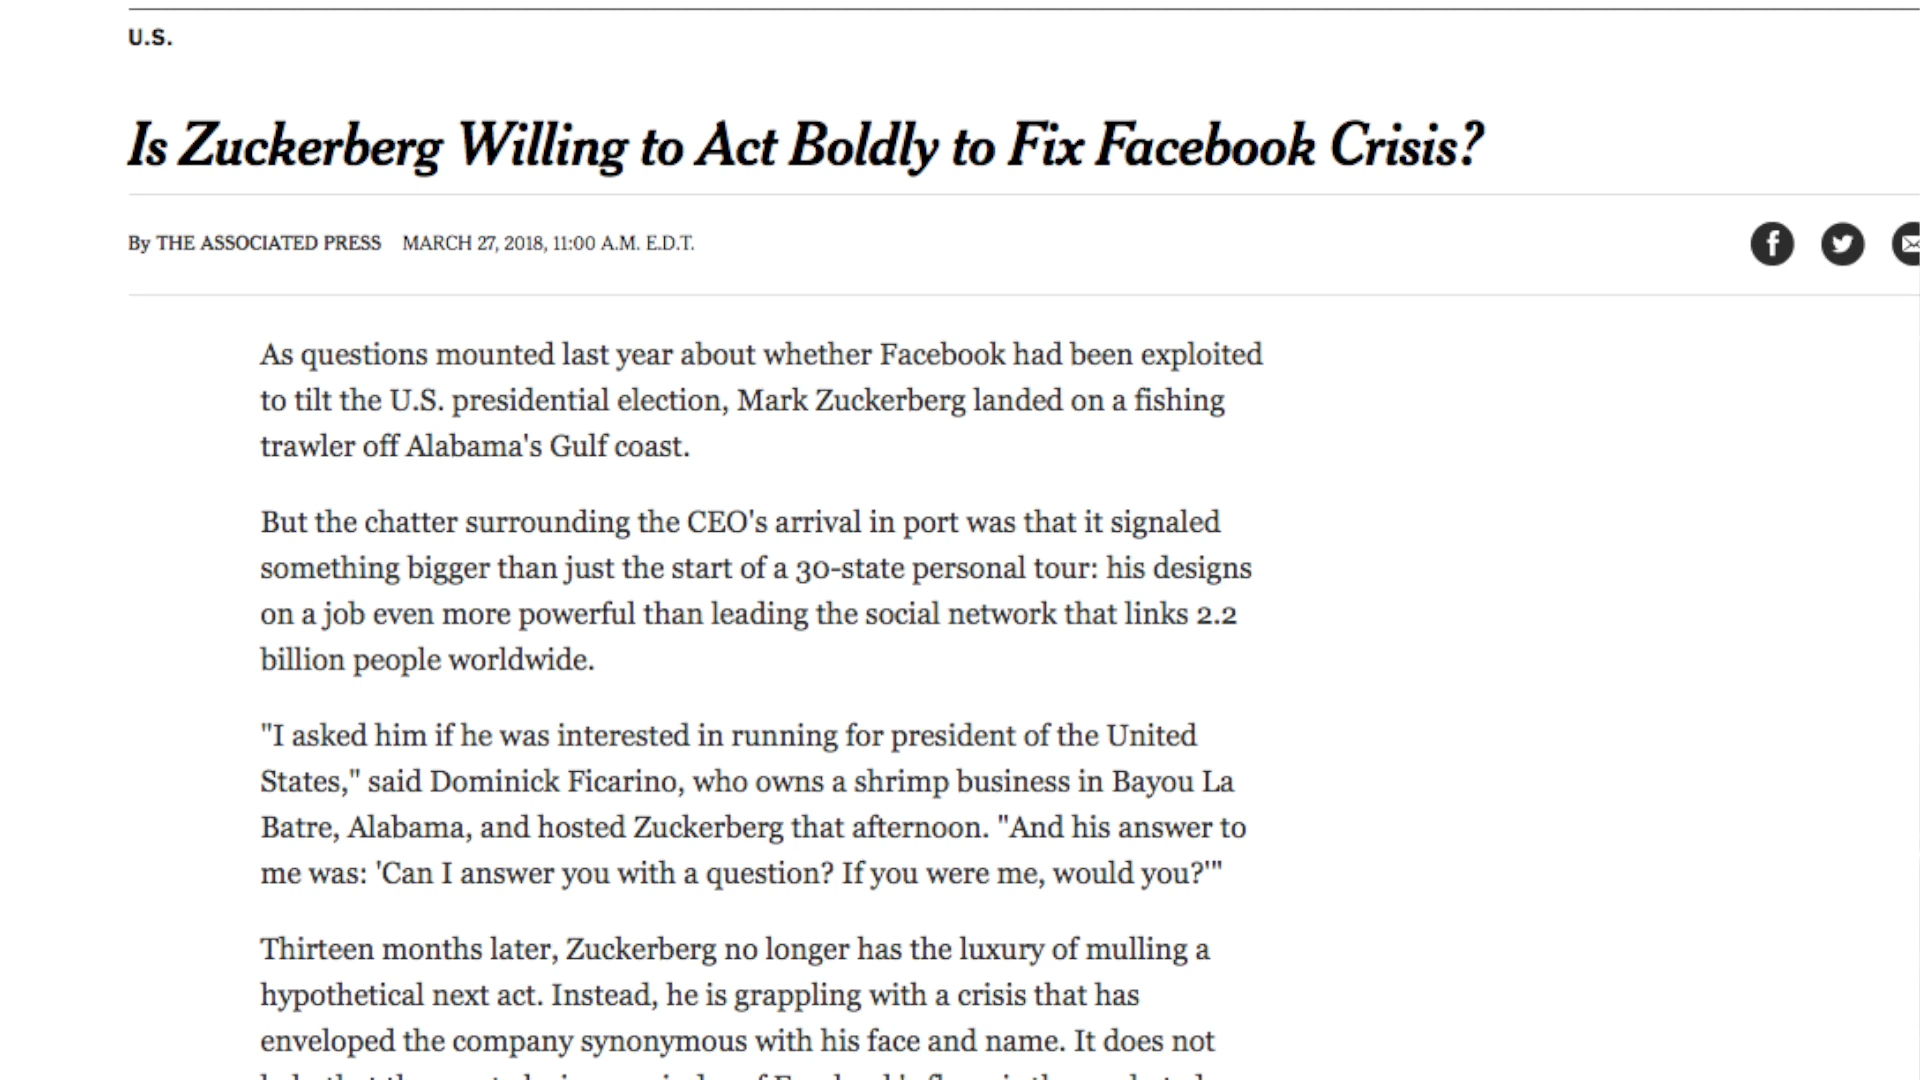 U.S.
Is Zuckerberg Willing to Act Boldly to Fix Facebook Crisis?
By THE ASSOCIATED PRESS MARCH 27, 2018, 11:00 A.M. E.D.T.
As questions mounted last year about whether Facebook had been exploited
to tilt the U.S. presidential election, Mark Zuckerberg landed on a fishing
trawler off Alabama's Gulf coast.
But the chatter surrounding the CEO's arrival in port was that it signaled
something bigger than just the start of a 30-state personal tour: his designs
on a job even more powerful than leading the social network that links 2.2
billion people worldwide.
"I asked him if he was interested in running for president of the United
States," said Dominick Ficarino, who owns a shrimp business in Bayou La
Batre, Alabama, and hosted Zuckerberg that afternoon. "And his answer to
me was: 'Can I answer you with a question? If you were me, would you?'"
Thirteen months later, Zuckerberg no longer has the luxury of mulling a
hypothetical next act. Instead, he is grappling with a crisis that has
enveloped the company synonymous with his face and name. It does not